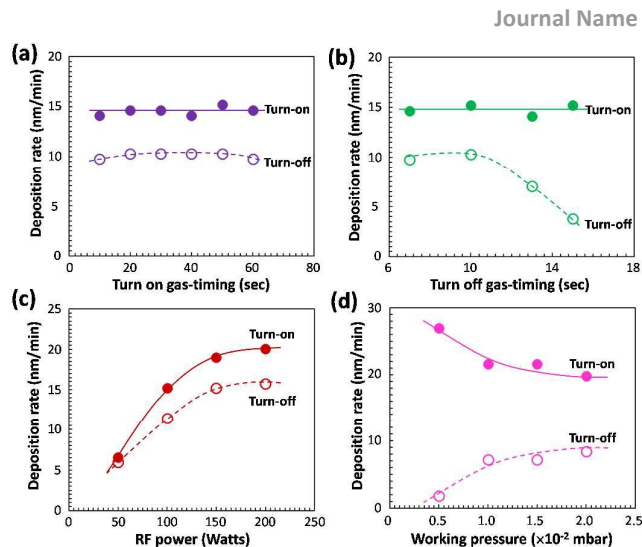 Journal Name
(a)
20
15
10
5
0
Deposition rate (nm/min)
Turn-on
Turn-off
0 20 40 60 80
Turn on gas-timing (sec)
(b)
20
15
10
5
0
Deposition rate (nm/min)
Turn-on
Turn-off
6 10 14 18
Turn off gas-timing (sec)
(c)
25
20
15
10
5
0
Deposition rate (nm/min)
Turn-on
Turn-off
0 50 100 150 200 250
RF power (Watts)
(d)
30
20
10
0
Deposition rate (nm/min)
Turn-on
Turn-off
0.0 0.5 1.0 1.5 2.0 2.5
Working pressure (×10-2 mbar)